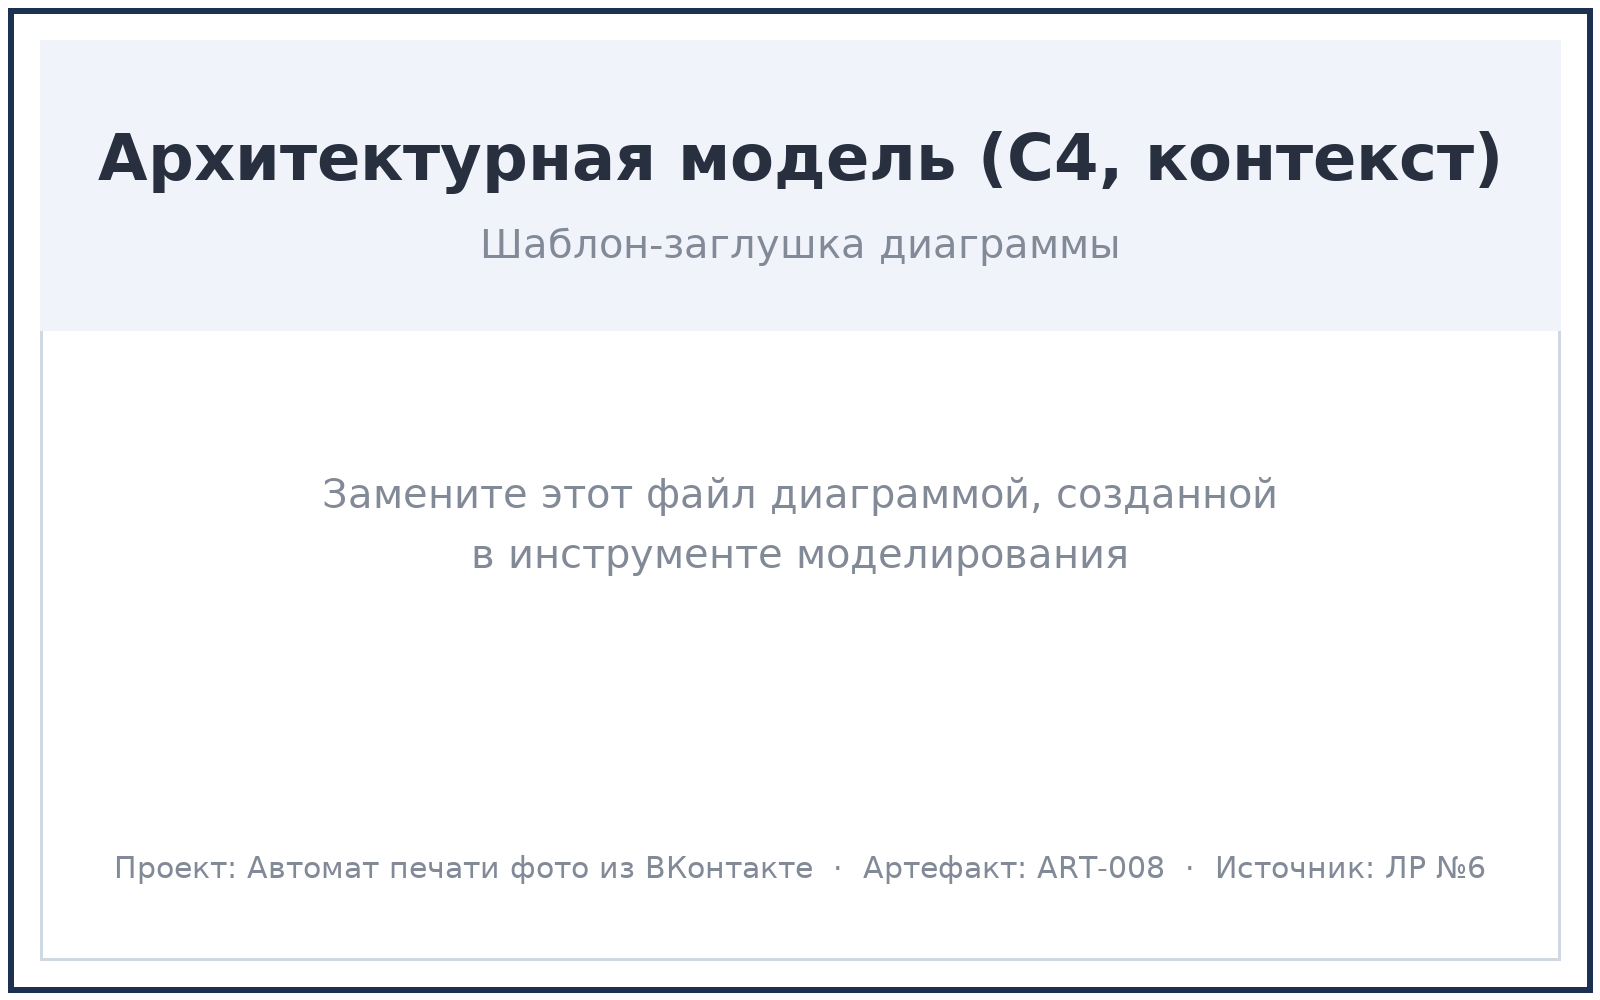 Архитектурная модель (C4, контекст)
Шаблон-заглушка диаграммы
Замените этот файл диаграммой, созданной
в инструменте моделирования
Проект: Автомат печати фото из ВКонтакте · Артефакт: ART-008 · Источник: ЛР №6